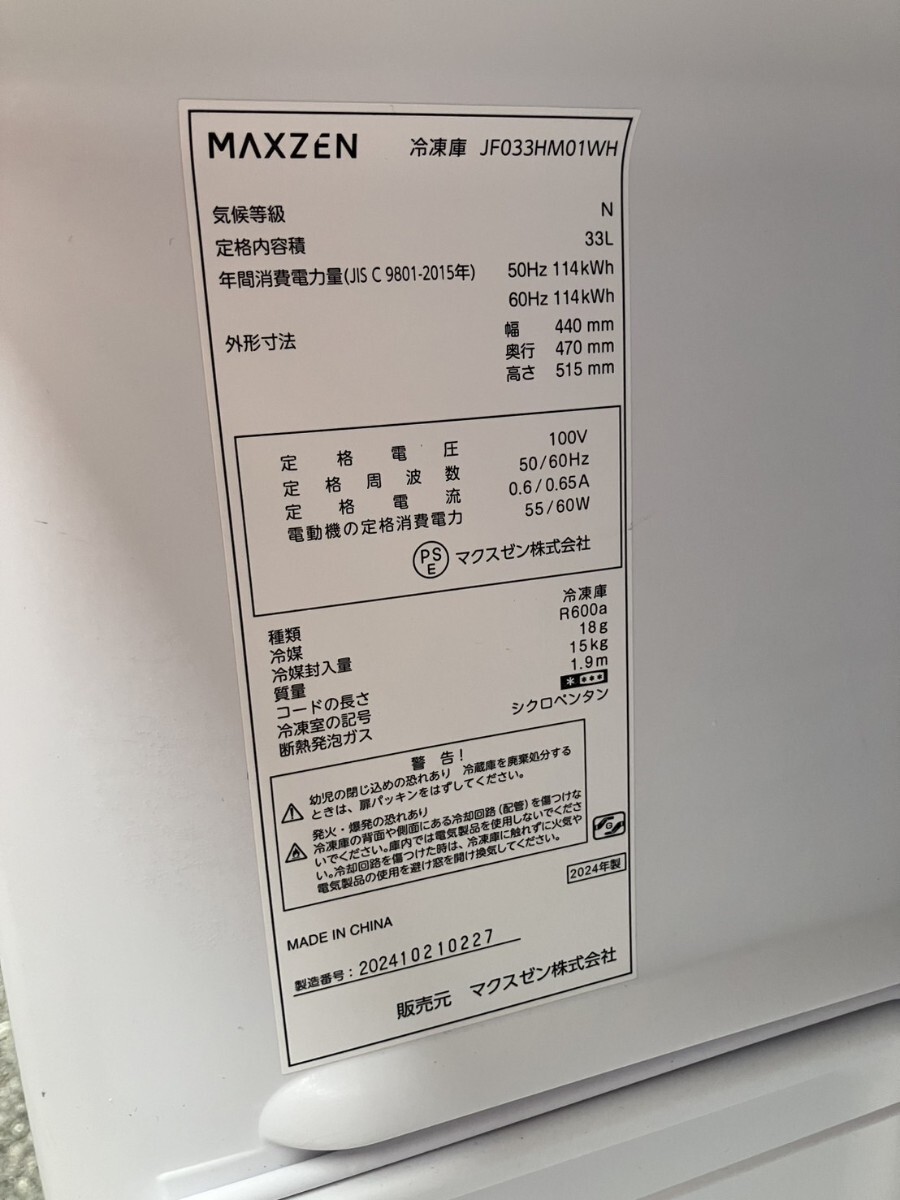 MAXZEN 冷凍庫 JF033HM01WH
気候等級 N
定格内容積 33L
年間消費電力量(JIS C 9801-2015年) 50Hz 114kWh
60Hz 114kWh
外形寸法 幅 440 mm
奥行 470 mm
高さ 515 mm
定格電圧 100V
定格周波数 50/60Hz
定格電流 0.6/0.65A
電動機の定格消費電力 55/60W
PSE マクスゼン株式会社
種類 冷凍庫
冷媒 R600a
冷媒封入量 18g
質量 15kg
コードの長さ 1.9m
冷凍室の記号 ****
断熱発泡ガス シクロペンタン
警告!
幼児の閉じ込めの恐れあり 冷蔵庫を廃棄処分する
ときは、扉パッキンをはずしてください。
発火・爆発の恐れあり
冷凍庫の背面や側面にある冷却回路(配管)を傷つけな
いでください。庫内では電気製品を使用しないでくださ
い。冷却回路を傷つけた時は、冷凍庫に触れずに火気や
電気製品の使用を避け窓を開け換気してください。
G
2024年製
MADE IN CHINA
製造番号:202410210227
販売元 マクスゼン株式会社